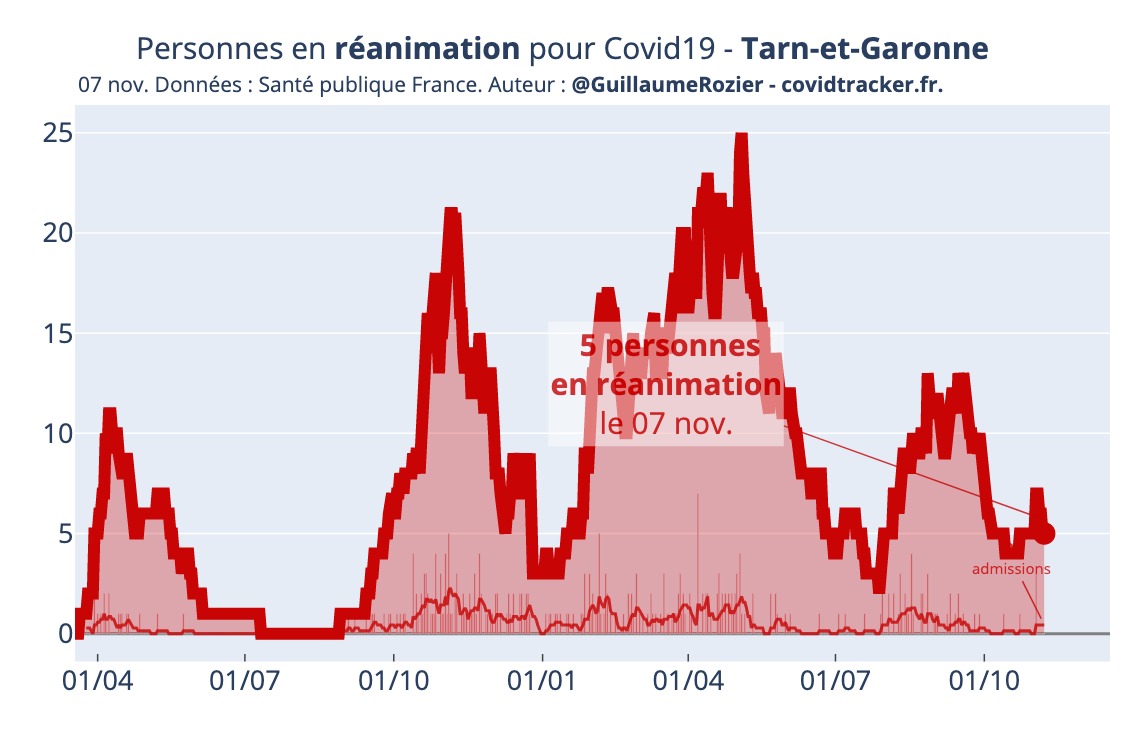 Personnes en réanimation pour Covid19 - Tarn-et-Garonne
07 nov. Données : Santé publique France. Auteur : @GuillaumeRozier - covidtracker.fr.
25
20
15
10
5
0
5 personnes
en réanimation
le 07 nov.
admissions
01/04
01/07
01/10
01/01
01/04
01/07
01/10